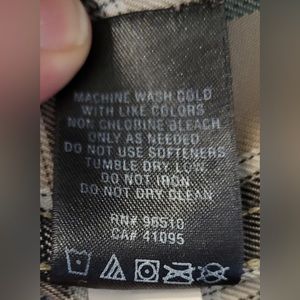 MACHINE WASH COLD
WITH LIKE COLORS
NON CHLORINE BLEACH
ONLY AS NEEDED
DO NOT USE SOFTENERS
TUMBLE DRY LOW
DO NOT IRON
DO NOT DRY CLEAN
RN# 98510
CA# 41095